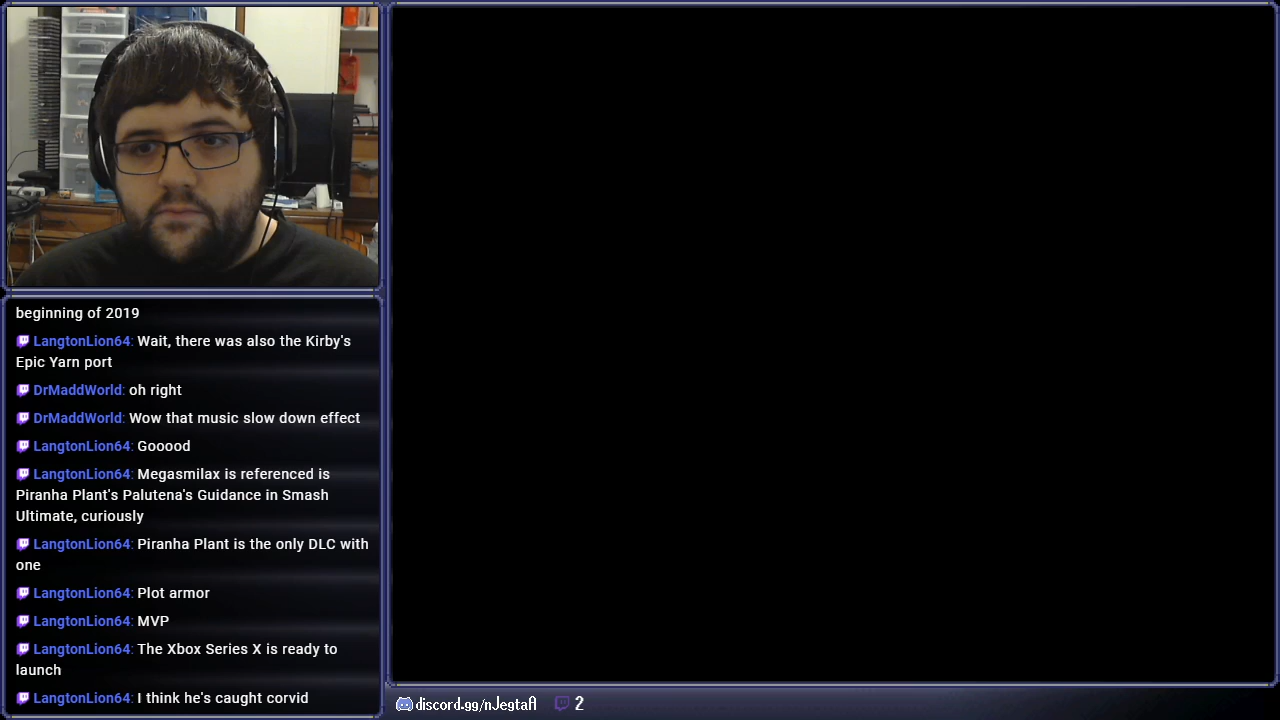 beginning of 2019
LangtonLion64: Wait, there was also the Kirby's
Epic Yarn port
DrMaddWorld: oh right
DrMaddWorld: Wow that music slow down effect
LangtonLion64: Gooood
LangtonLion64: Megasmilax is referenced is
Piranha Plant's Palutena's Guidance in Smash
Ultimate, curiously
LangtonLion64: Piranha Plant is the only DLC with
one
LangtonLion64: Plot armor
LangtonLion64: MVP
LangtonLion64: The Xbox Series X is ready to
launch
LangtonLion64: I think he's caught corvid
2